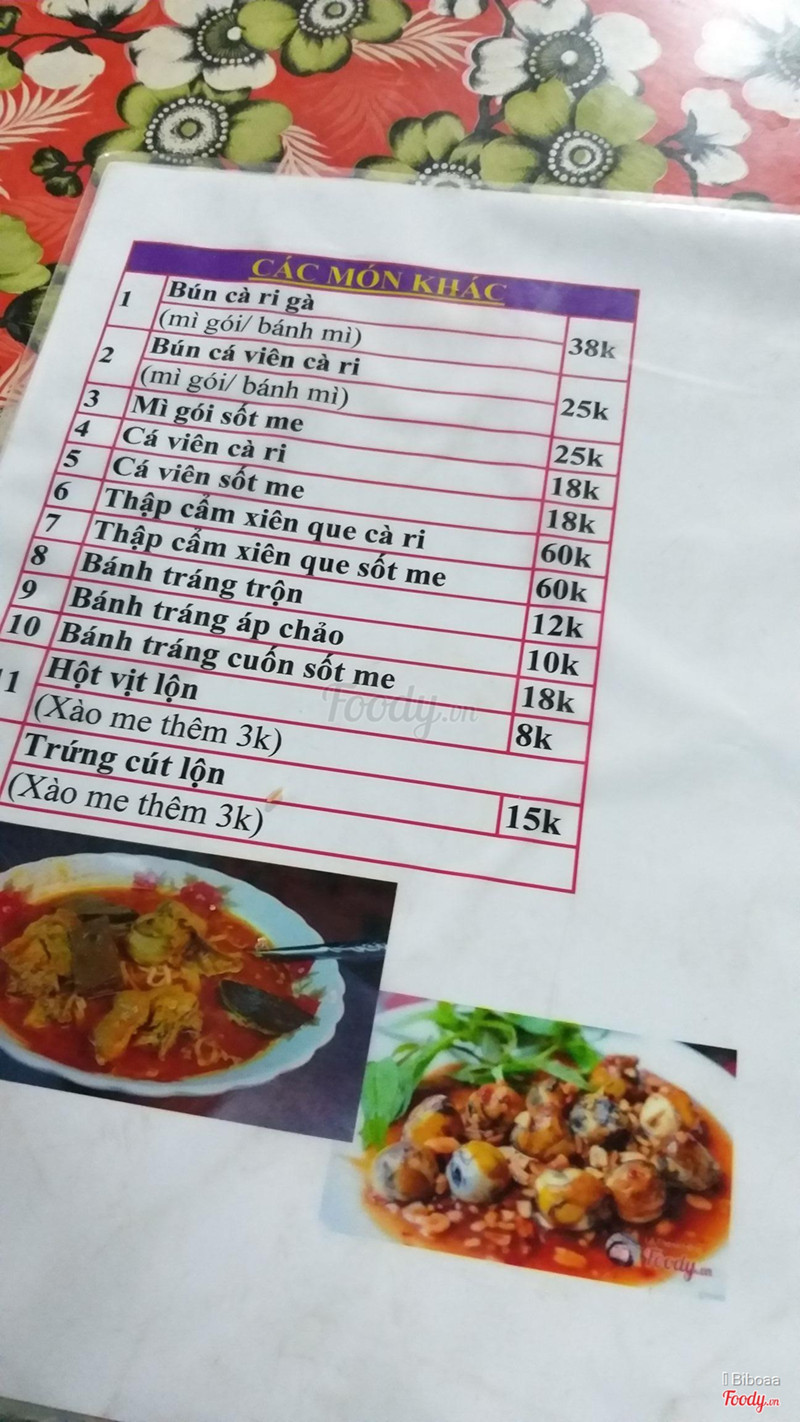 CÁC MÓN KHÁC
1 Bún cà ri gà 38k
(mì gói/ bánh mì)
2 Bún cá viên cà ri 25k
(mì gói/ bánh mì)
3 Mì gói sốt me 25k
4 Cá viên cà ri 18k
5 Cá viên sốt me 18k
6 Thập cẩm xiên que cà ri 60k
7 Thập cẩm xiên que sốt me 60k
8 Bánh tráng trộn 12k
9 Bánh tráng áp chảo 10k
10 Bánh tráng cuốn sốt me 18k
11 Hột vịt lộn 8k
(Xào me thêm 3k)
Trứng cút lộn 15k
(Xào me thêm 3k)
Foody.vn
Foody.vn
Biboaa
Foody.vn